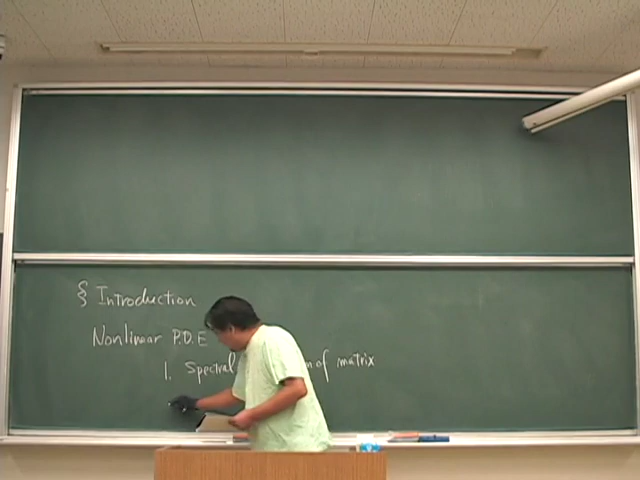 § Introduction
Nonlinear P.D.E
1. Spectral of matrix